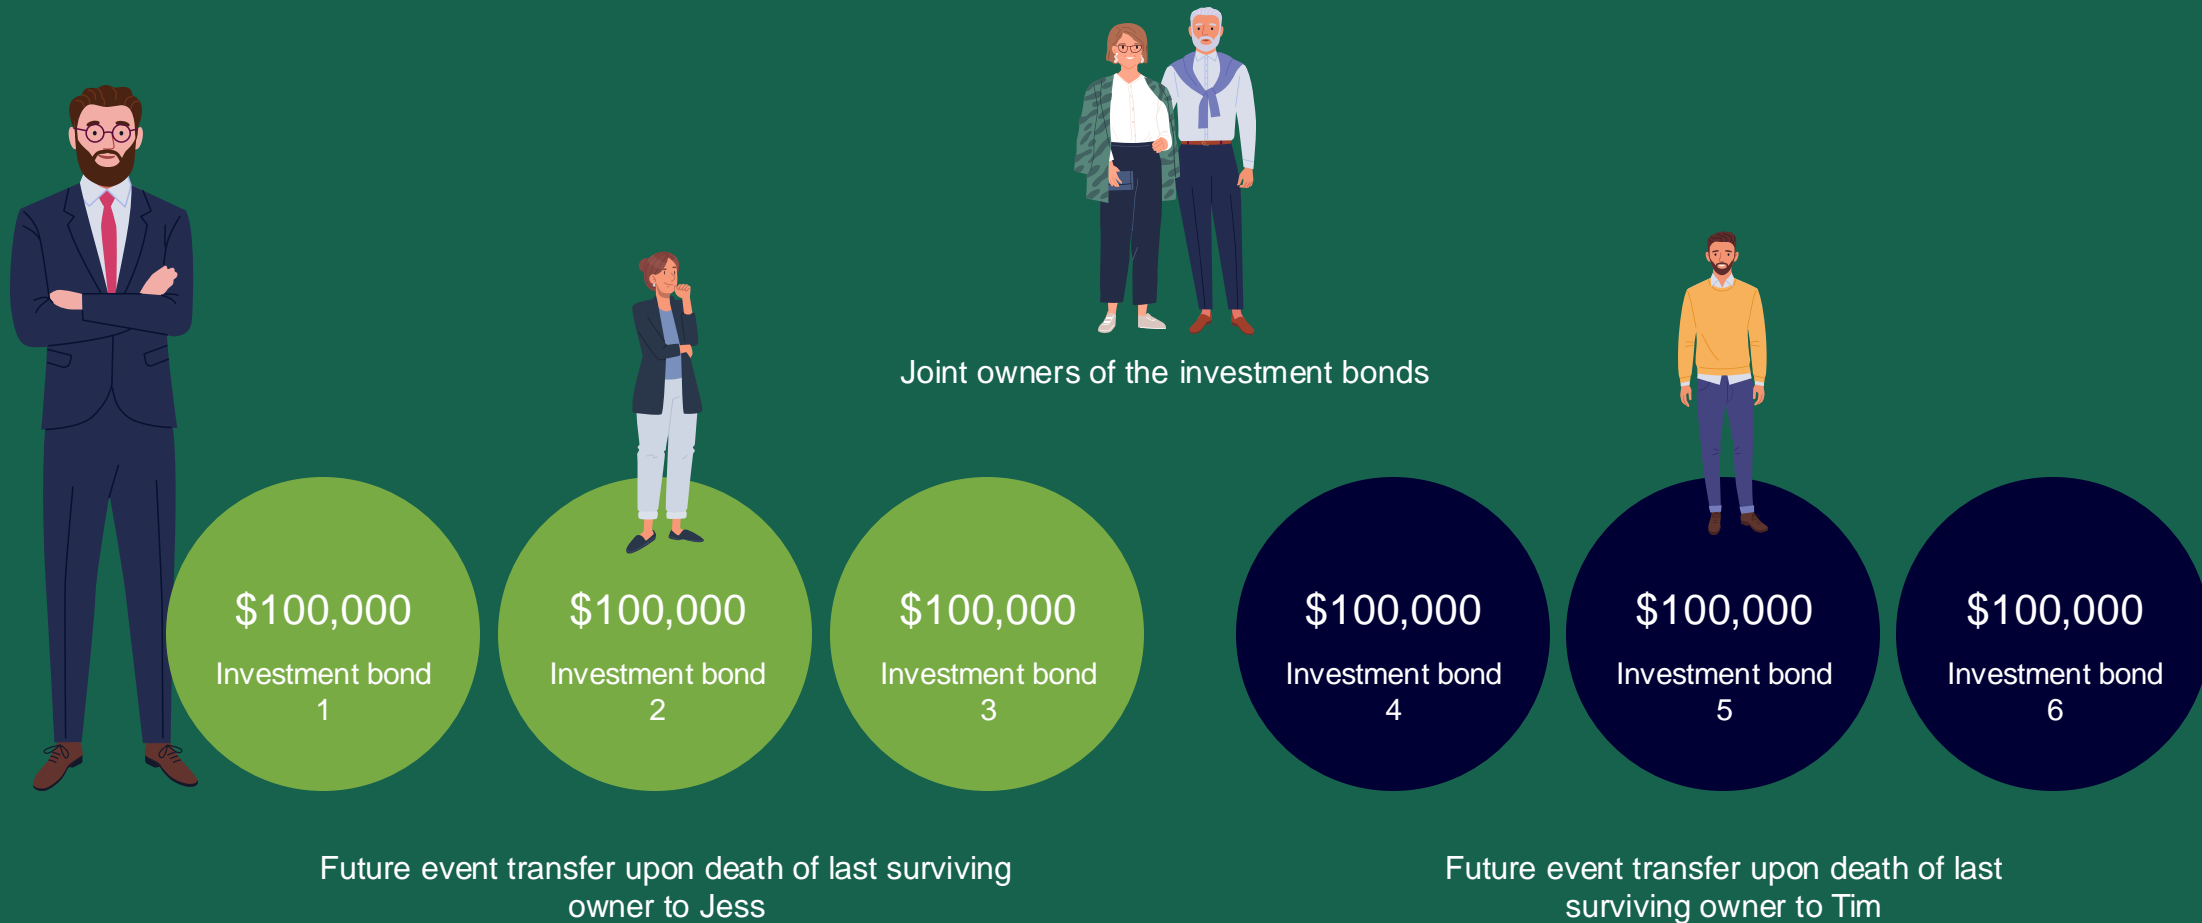 Joint owners of the investment bonds
$100,000
Investment bond
1
$100,000
Investment bond
2
$100,000
Investment bond
3
$100,000
Investment bond
4
$100,000
Investment bond
5
$100,000
Investment bond
6
Future event transfer upon death of last surviving
owner to Jess
Future event transfer upon death of last
surviving owner to Tim